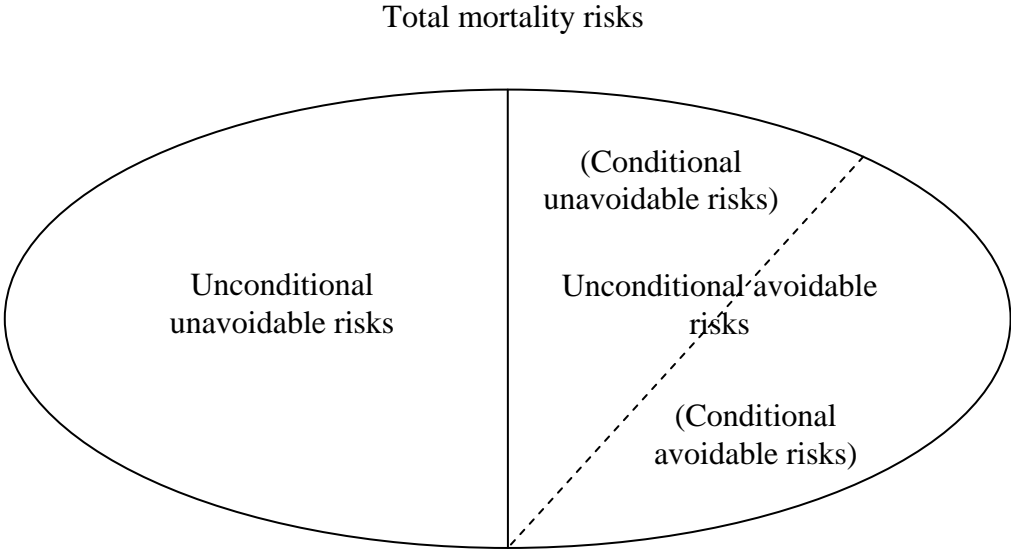 Total mortality risks
(Conditional
unavoidable risks)
Unconditional
unavoidable risks
Unconditional avoidable
risks
(Conditional
avoidable risks)